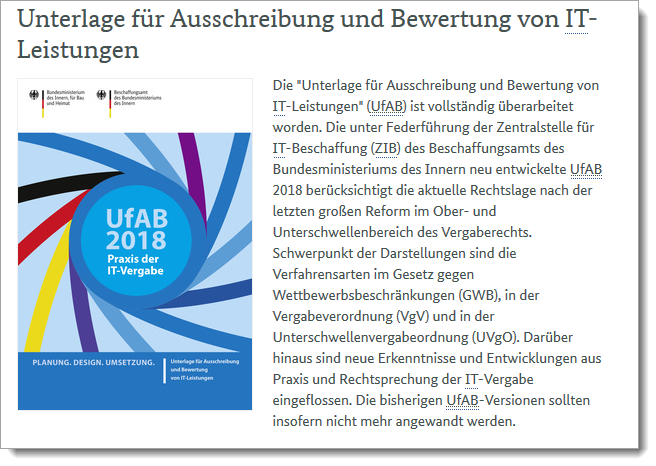 Unterlage für Ausschreibung und Bewertung von IT-
Leistungen
Bundesministerium
des Innern, für Bau
und Heimat
Beschaffungsamt
des Bundesministeriums
des Innern
UfAB
2018
Praxis der
IT-Vergabe
PLANUNG. DESIGN. UMSETZUNG.
Unterlage für Ausschreibung
und Bewertung
von IT-Leistungen
Die "Unterlage für Ausschreibung und Bewertung von
IT-Leistungen" (UfAB) ist vollständig überarbeitet
worden. Die unter Federführung der Zentralstelle für
IT-Beschaffung (ZIB) des Beschaffungsamts des
Bundesministeriums des Innern neu entwickelte UfAB
2018 berücksichtigt die aktuelle Rechtslage nach der
letzten großen Reform im Ober- und
Unterschwellenbereich des Vergaberechts.
Schwerpunkt der Darstellungen sind die
Verfahrensarten im Gesetz gegen
Wettbewerbsbeschränkungen (GWB), in der
Vergabeverordnung (VgV) und in der
Unterschwellenvergabeordnung (UVgO). Darüber
hinaus sind neue Erkenntnisse und Entwicklungen aus
Praxis und Rechtsprechung der IT-Vergabe
eingeflossen. Die bisherigen UfAB-Versionen sollten
insofern nicht mehr angewandt werden.